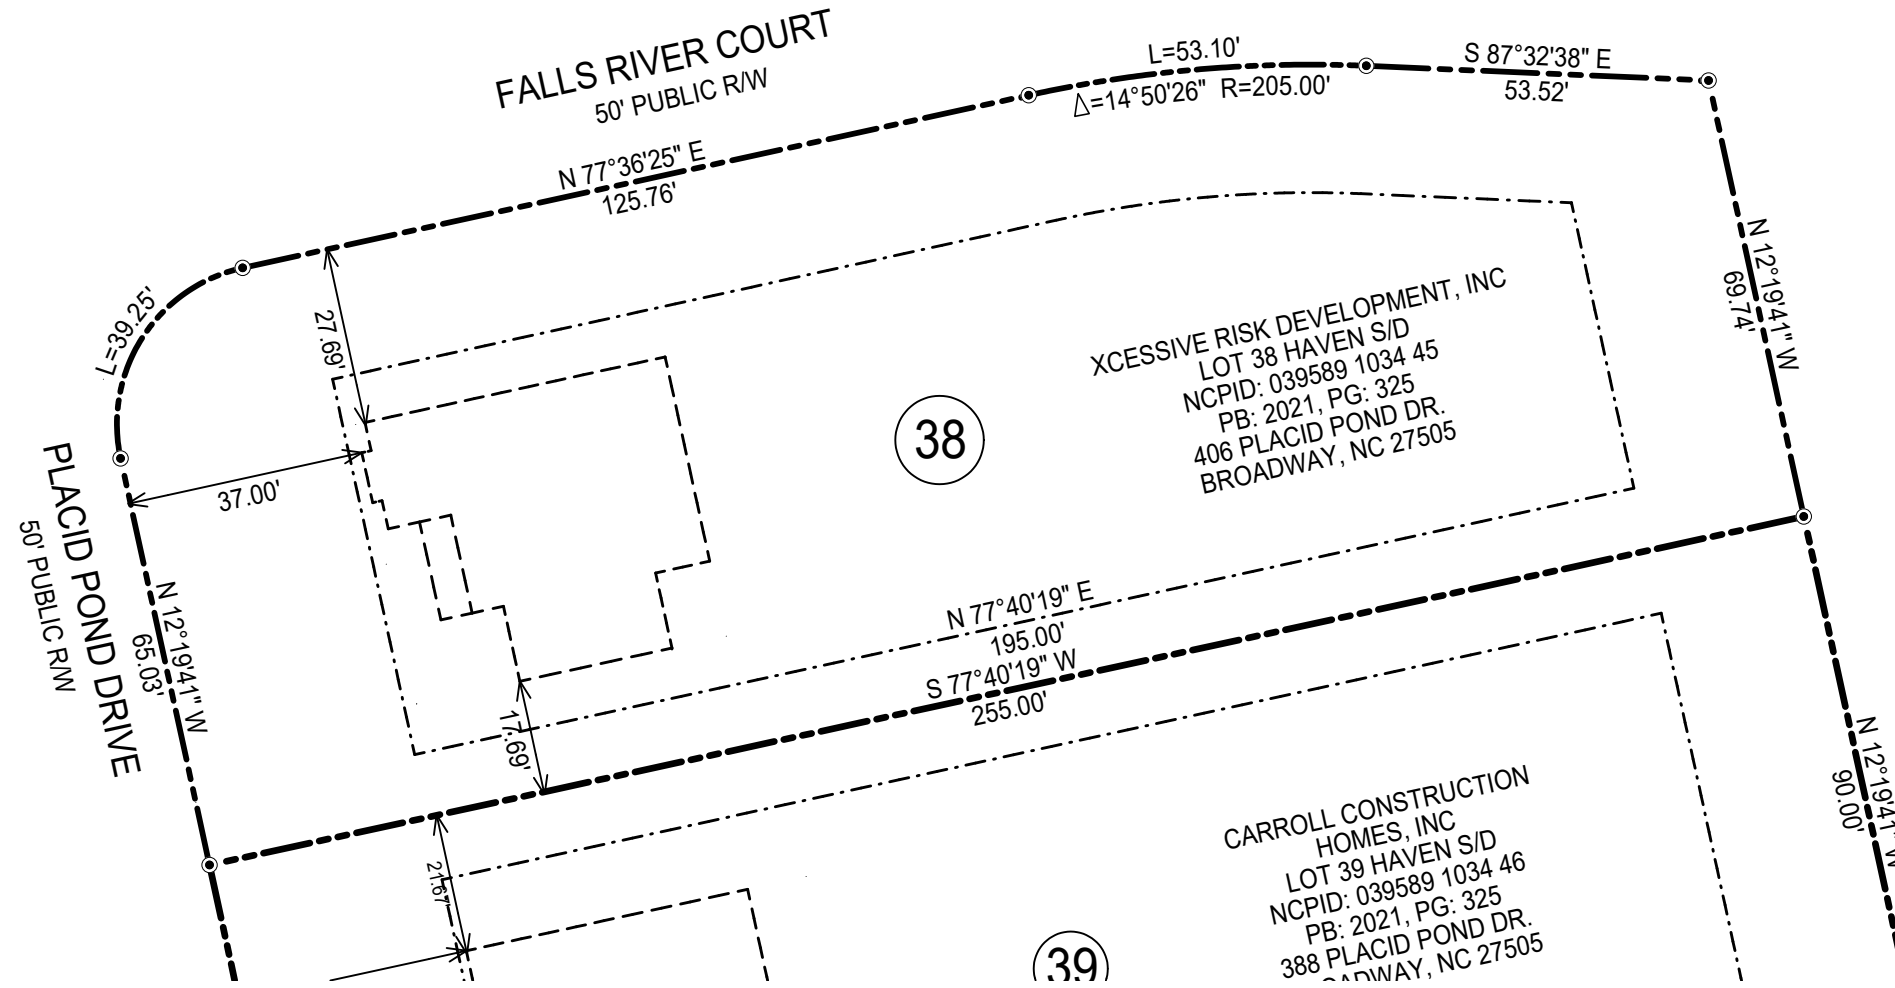 FALLS RIVER COURT
50' PUBLIC R/W
L=53.10'
Δ=14°50'26" R=205.00'
S 87°32'38" E
53.52'
N 77°36'25" E
125.76'
L=39.25'
27.69'
37.00'
PLACID POND DRIVE
50' PUBLIC R/W
N 12°19'41" W
65.03'
N 12°19'41" W
69.74'
38
XCESSIVE RISK DEVELOPMENT, INC
LOT 38 HAVEN S/D
NCPID: 039589 1034 45
PB: 2021, PG: 325
406 PLACID POND DR.
BROADWAY, NC 27505
N 77°40'19" E
195.00'
S 77°40'19" W
255.00'
17.69'
21.67'
N 12°19'41" W
90.00'
39
CARROLL CONSTRUCTION
HOMES, INC
LOT 39 HAVEN S/D
NCPID: 039589 1034 46
PB: 2021, PG: 325
388 PLACID POND DR.
OADWAY, NC 27505